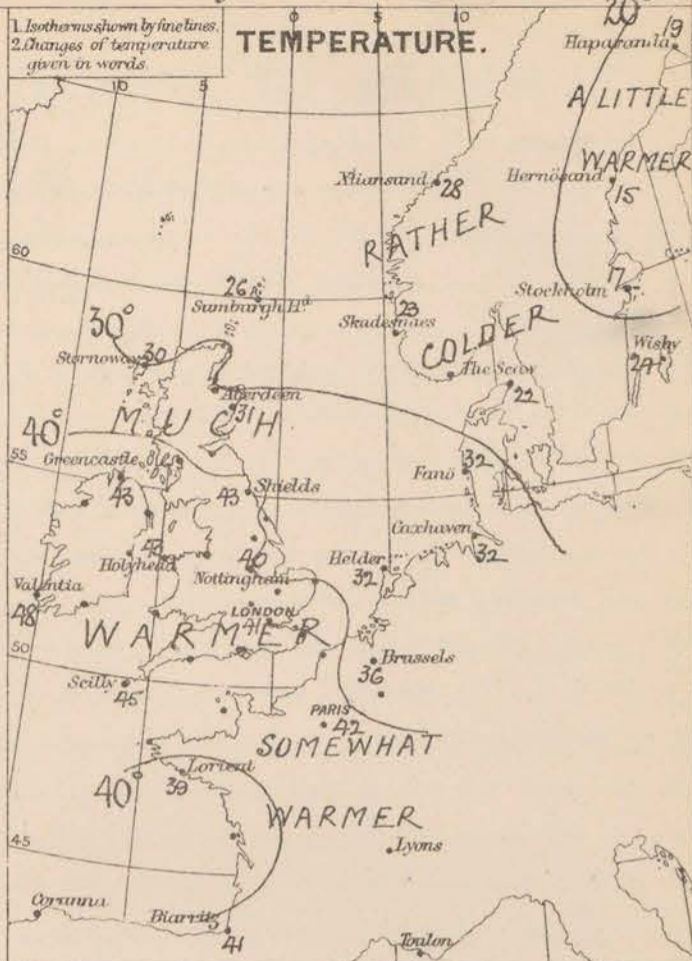 TEMPERATURE.
1. Isotherms shown by fine lines.
2. Changes of temperature
given in words.
0
5
20°
10
5
Haparanda
19
A LITTLE
WARMER
Xtiansand
28
Hernösand
15
RATHER
60
26
Sumburgh Hd.
Stockholm
17
23
Skudesnaes
COLDER
30°
Stornoway
30
The Scaw
22
Wisby
27
Aberdeen
31
MUCH
40°
55
Greencastle
43
43
Shields
Fanö
32
Holyhead
40
Nottingham
Helder
32
Cuxhaven
32
Valentia
48
LONDON
41
WARMER
50
Brussels
36
Scilly
45
PARIS
42
SOMEWHAT
Lorient
39
40°
WARMER
Lyons
45
Corunna
Biarritz
41
Toulon